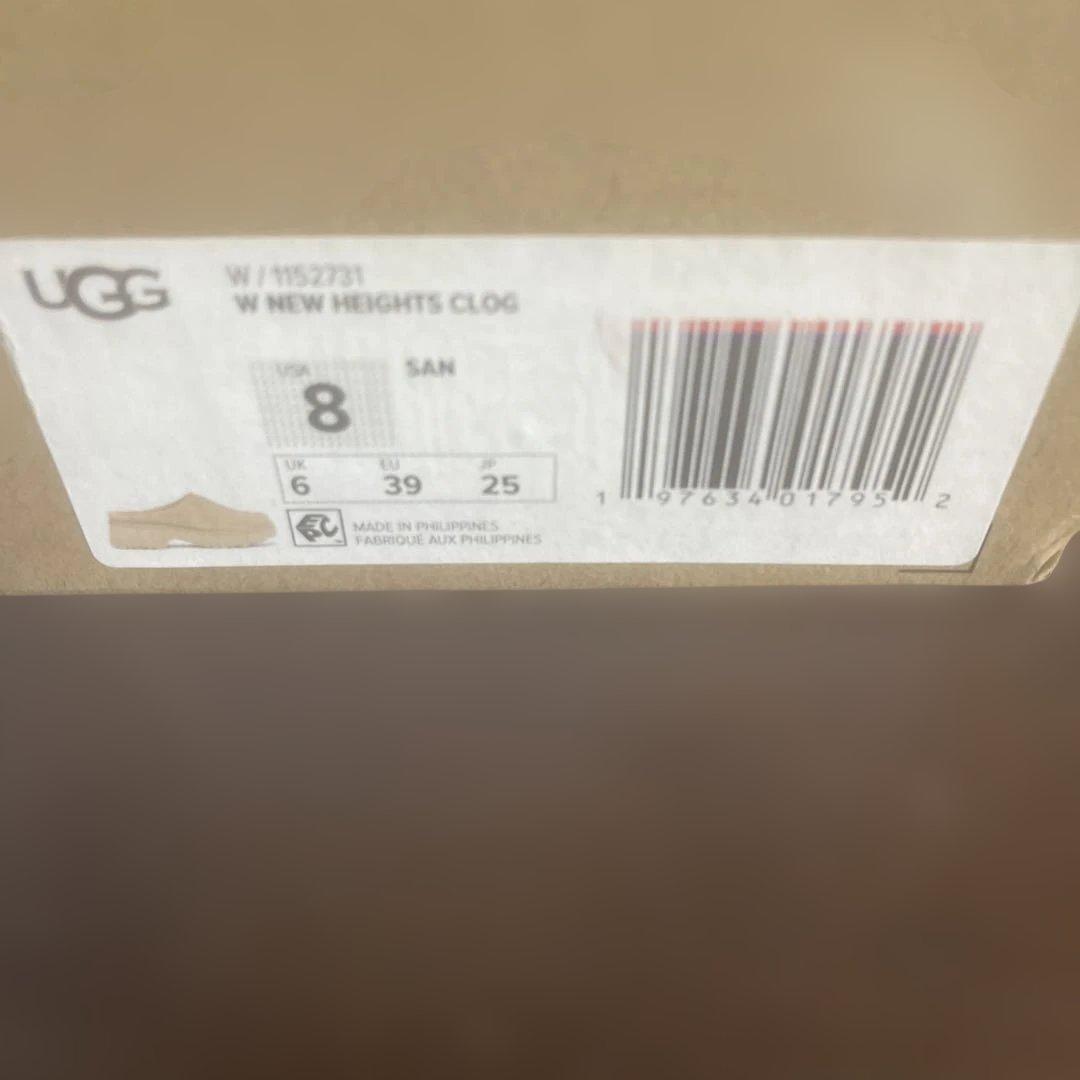 UGG
W / 1152731
W NEW HEIGHTS CLOG
USA
8
SAN
UK EU JP
6 39 25
MADE IN PHILIPPINES
FABRIQUÉ AUX PHILIPPINES
1 97634 01795 2